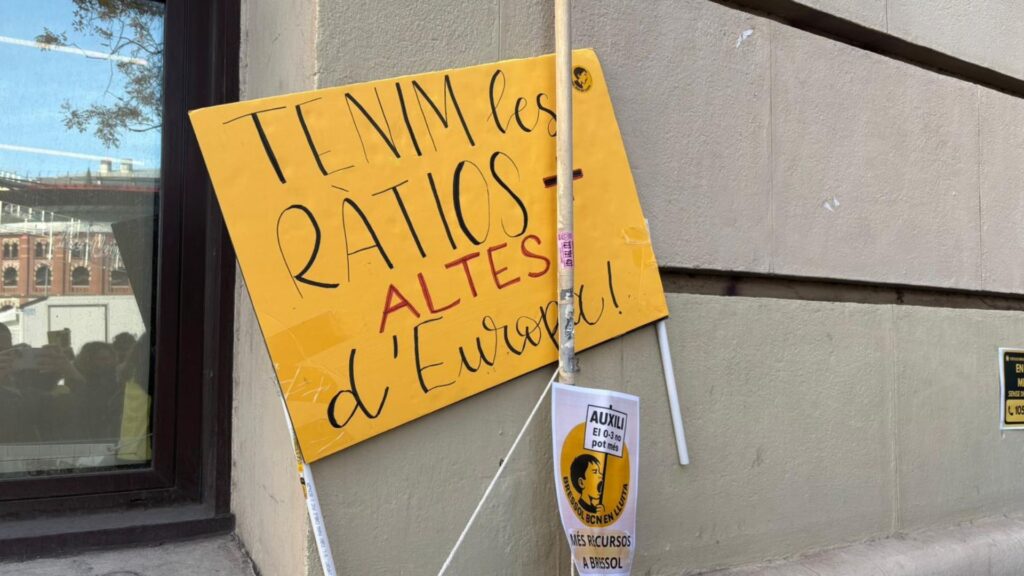 TENIM les
RÀTIOS +
ALTES
d'Europa!
AUXILI
El 0-3 no
pot més
BRESSOL BCN EN LLUITA
MÉS RECURSOS
A BRESSOL